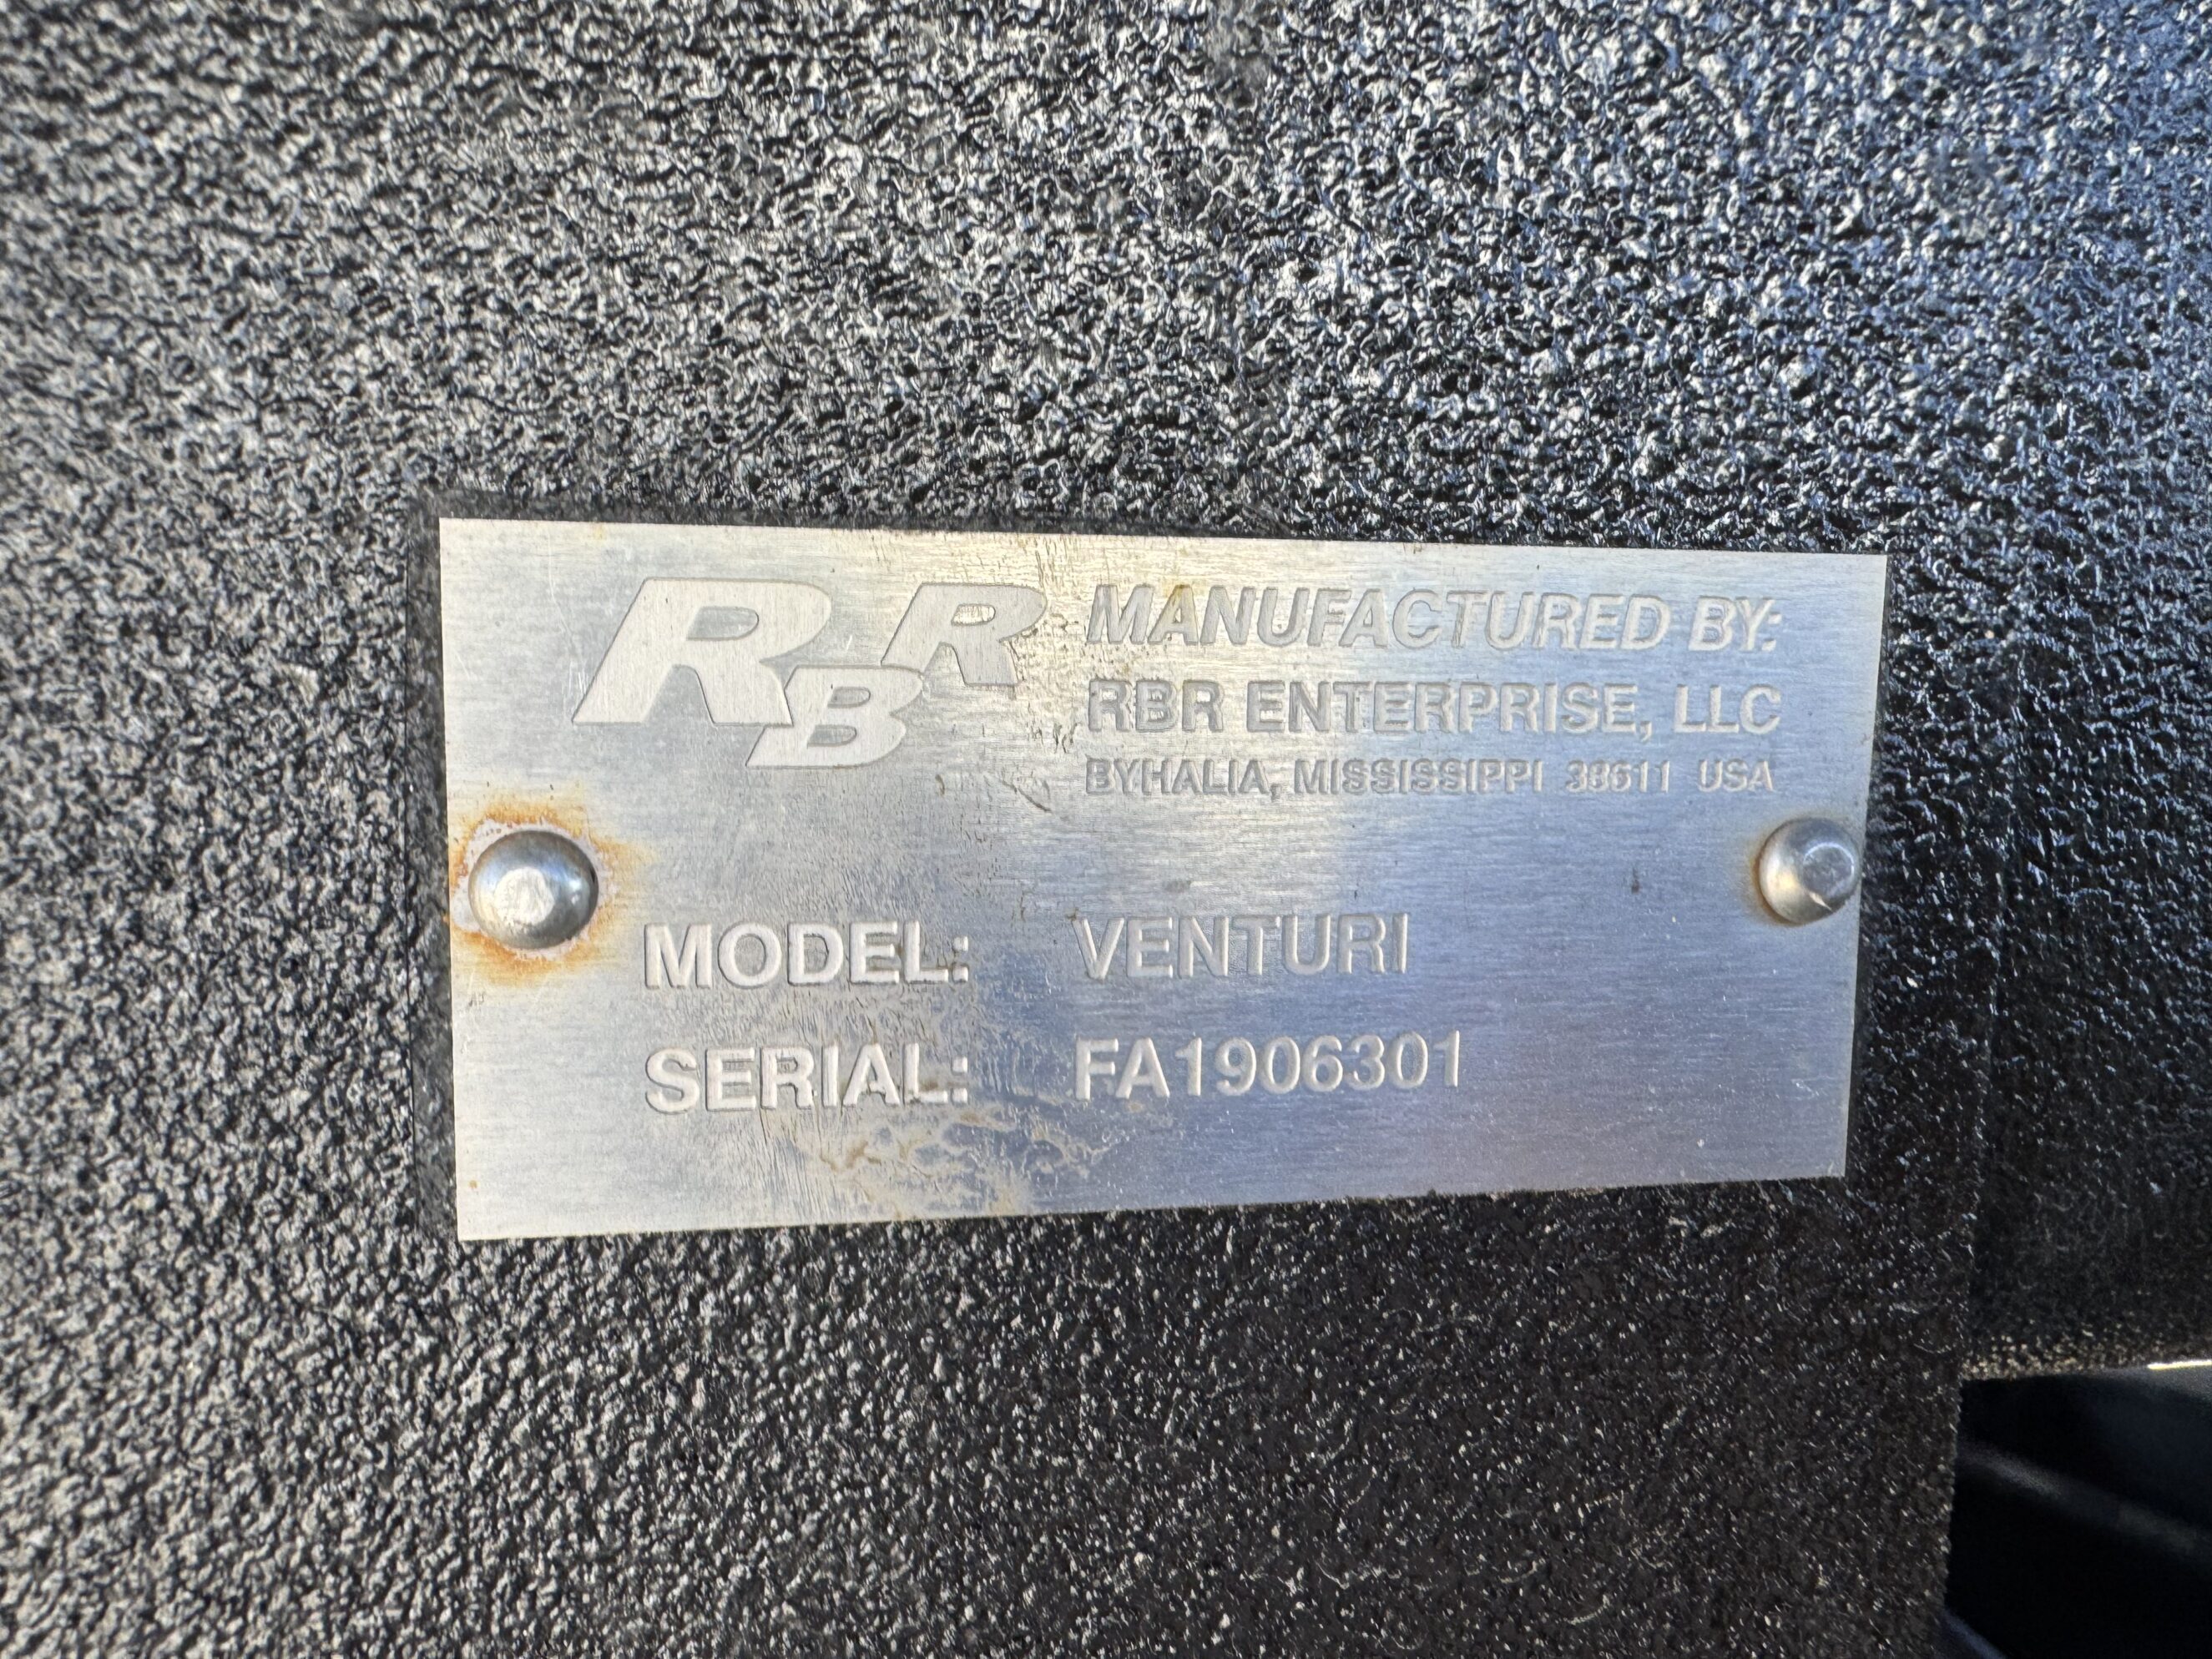 RBR
MANUFACTURED BY:
RBR ENTERPRISE, LLC
BYHALIA, MISSISSIPPI 38611 USA
MODEL: VENTURI
SERIAL: FA1906301